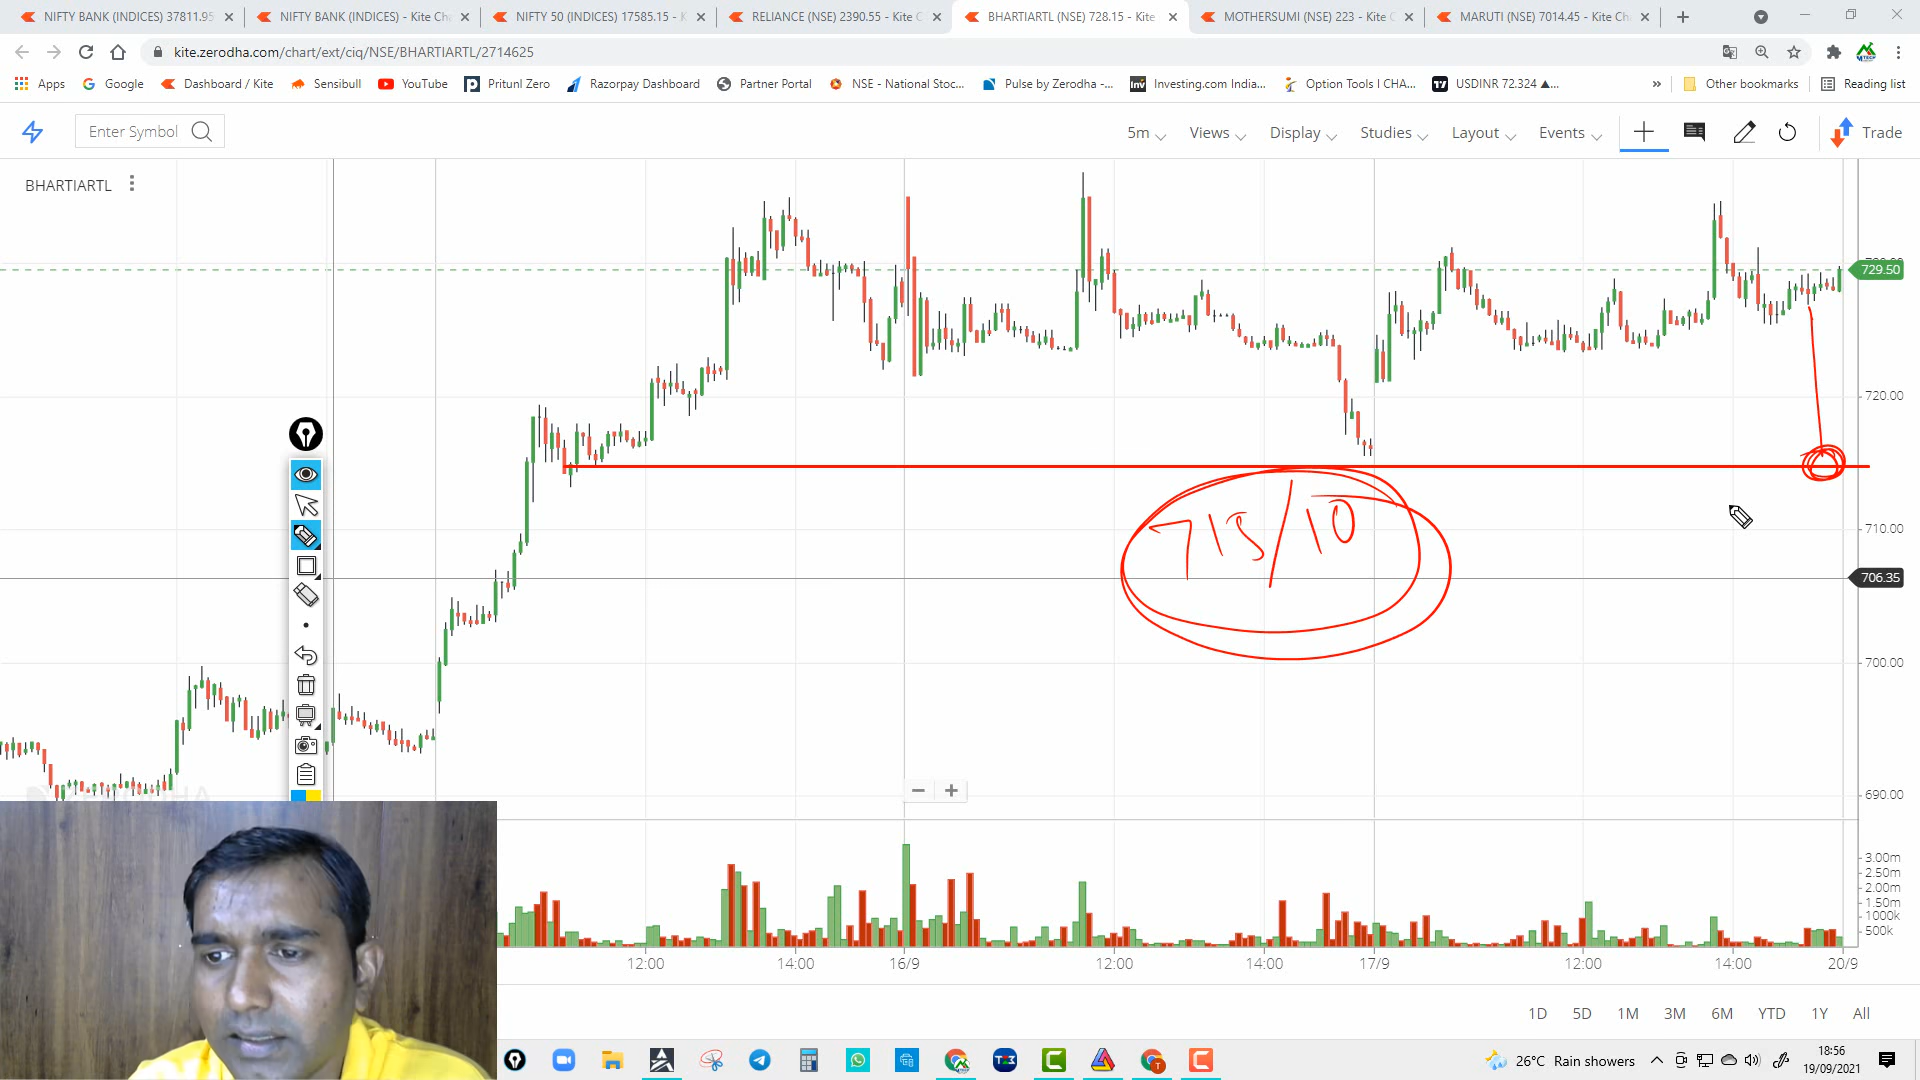 NIFTY BANK (INDICES) 37811.95
NIFTY BANK (INDICES) - Kite Ch
NIFTY 50 (INDICES) 17585.15 - K
RELIANCE (NSE) 2390.55 - Kite C
BHARTIARTL (NSE) 728.15 - Kite
MOTHERSUMI (NSE) 223 - Kite C
MARUTI (NSE) 7014.45 - Kite Ch
kite.zerodha.com/chart/ext/ciq/NSE/BHARTIARTL/2714625
Apps Google Dashboard / Kite Sensibull YouTube Pritunl Zero Razorpay Dashboard Partner Portal NSE - National Stoc... Pulse by Zerodha -... Investing.com India... Option Tools I CHA... USDINR 72.324 ▲... » Other bookmarks Reading list
Enter Symbol 5m Views Display Studies Layout Events Trade
BHARTIARTL
729.50
720.00
715/10
710.00
706.35
700.00
690.00
3.00m
2.50m
2.00m
1.50m
1000k
500k
12:00 14:00 16/9 12:00 14:00 17/9 12:00 14:00 20/9
1D 5D 1M 3M 6M YTD 1Y All
26°C Rain showers
18:56
19/09/2021